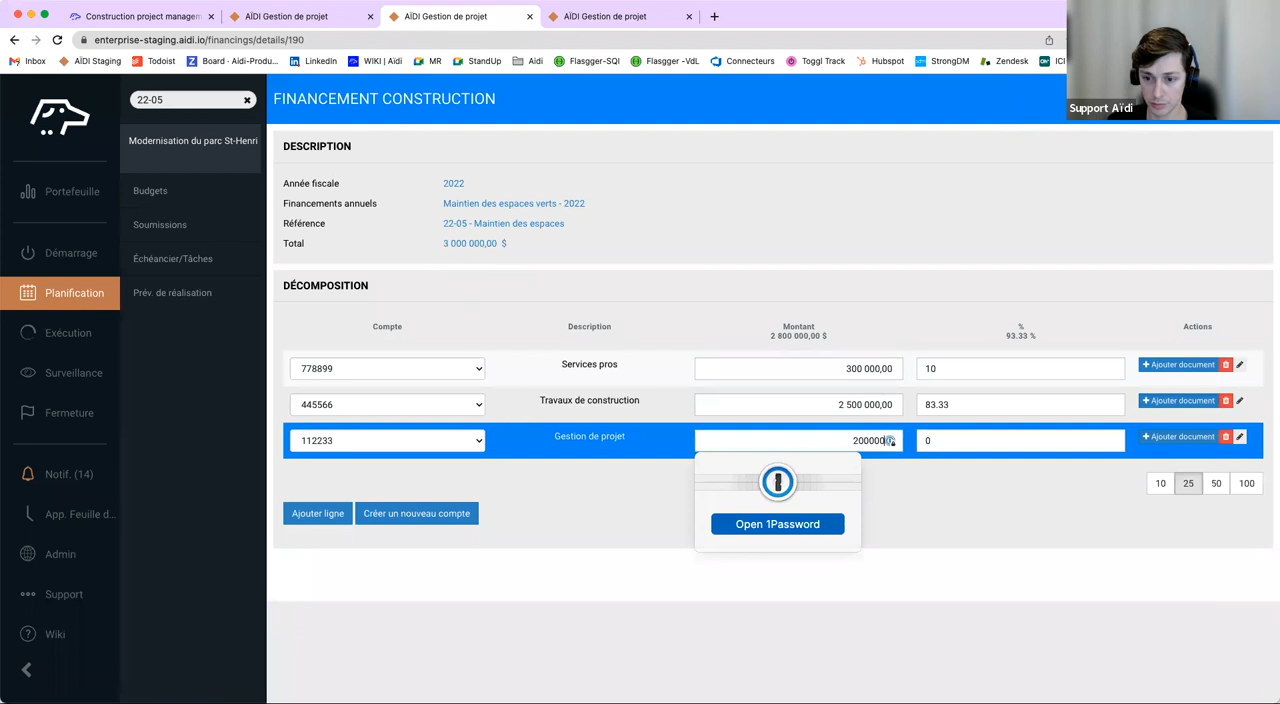 Construction project managem
AÏDI Gestion de projet
AÏDI Gestion de projet
AÏDI Gestion de projet
enterprise-staging.aidi.io/financings/details/190
Inbox
AÏDI Staging
Todoist
Board - Aidi-Produ...
LinkedIn
WIKI | Aïdi
MR
StandUp
Aidi
Flasgger-SQI
Flasgger -VdL
Connecteurs
Toggl Track
Hubspot
StrongDM
Zendesk
ICI
Support Aïdi
22-05
FINANCEMENT CONSTRUCTION
Modernisation du parc St-Henri
Budgets
Soumissions
Échéancier/Tâches
Prév. de réalisation
Portefeuille
Démarrage
Planification
Exécution
Surveillance
Fermeture
Notif. (14)
App. Feuille d...
Admin
Support
Wiki
DESCRIPTION
Année fiscale 2022
Financements annuels Maintien des espaces verts - 2022
Référence 22-05 - Maintien des espaces
Total 3 000 000,00 $
DÉCOMPOSITION
Compte Description Montant % Actions
2 800 000,00 $ 93.33 %
778899 Services pros 300 000,00 10 Ajouter document
445566 Travaux de construction 2 500 000,00 83.33 Ajouter document
112233 Gestion de projet 200000 0 Ajouter document
10 25 50 100
Ajouter ligne Créer un nouveau compte
Open 1Password